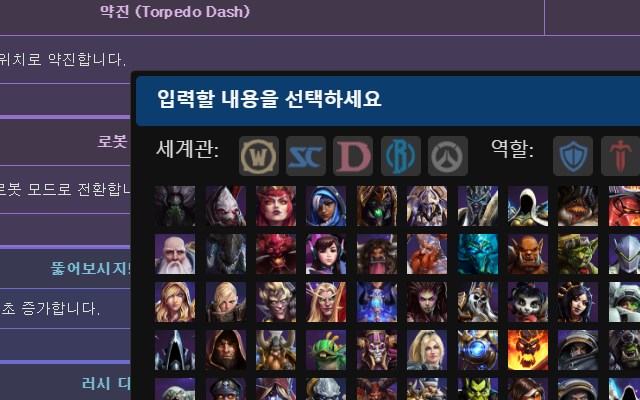 약진 (Torpedo Dash)
위치로 약진합니다.
입력할 내용을 선택하세요
세계관:
역할:
로봇
로봇 모드로 전환합니
뚫어보시지!
초 증가합니다.
러시 다